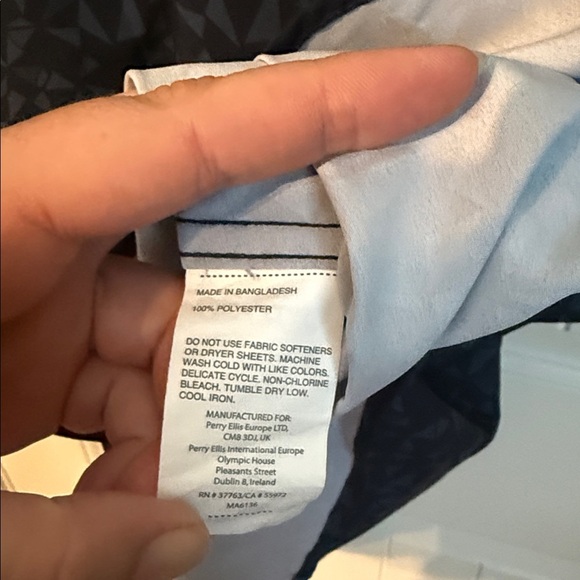 MADE IN BANGLADESH
100% POLYESTER
DO NOT USE FABRIC SOFTENERS
OR DRYER SHEETS. MACHINE
WASH COLD WITH LIKE COLORS.
DELICATE CYCLE. NON-CHLORINE
BLEACH. TUMBLE DRY LOW.
COOL IRON.
MANUFACTURED FOR:
Perry Ellis Europe LTD,
CM8 3DJ, UK
Perry Ellis International Europe
Olympic House
Pleasants Street
Dublin 8, Ireland
RN # 37763/CA # 55972
MA6136